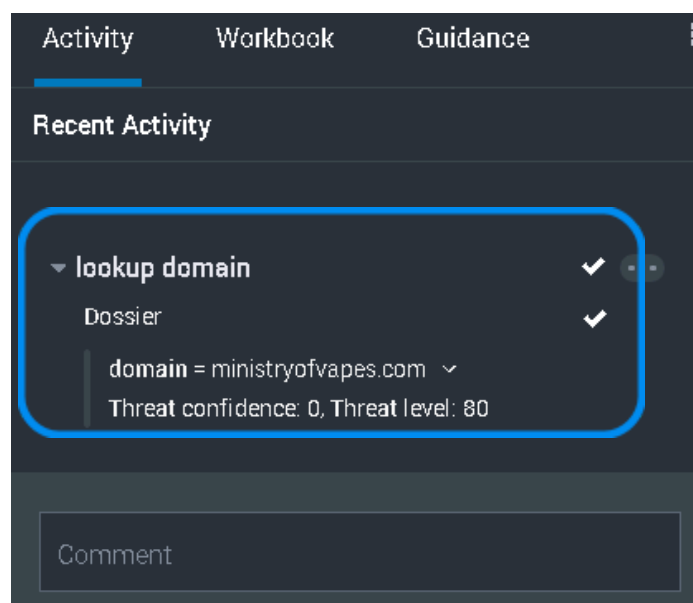 Activity Workbook Guidance
Recent Activity
lookup domain
Dossier
domain = ministryofvapes.com
Threat confidence: 0, Threat level: 80
Comment